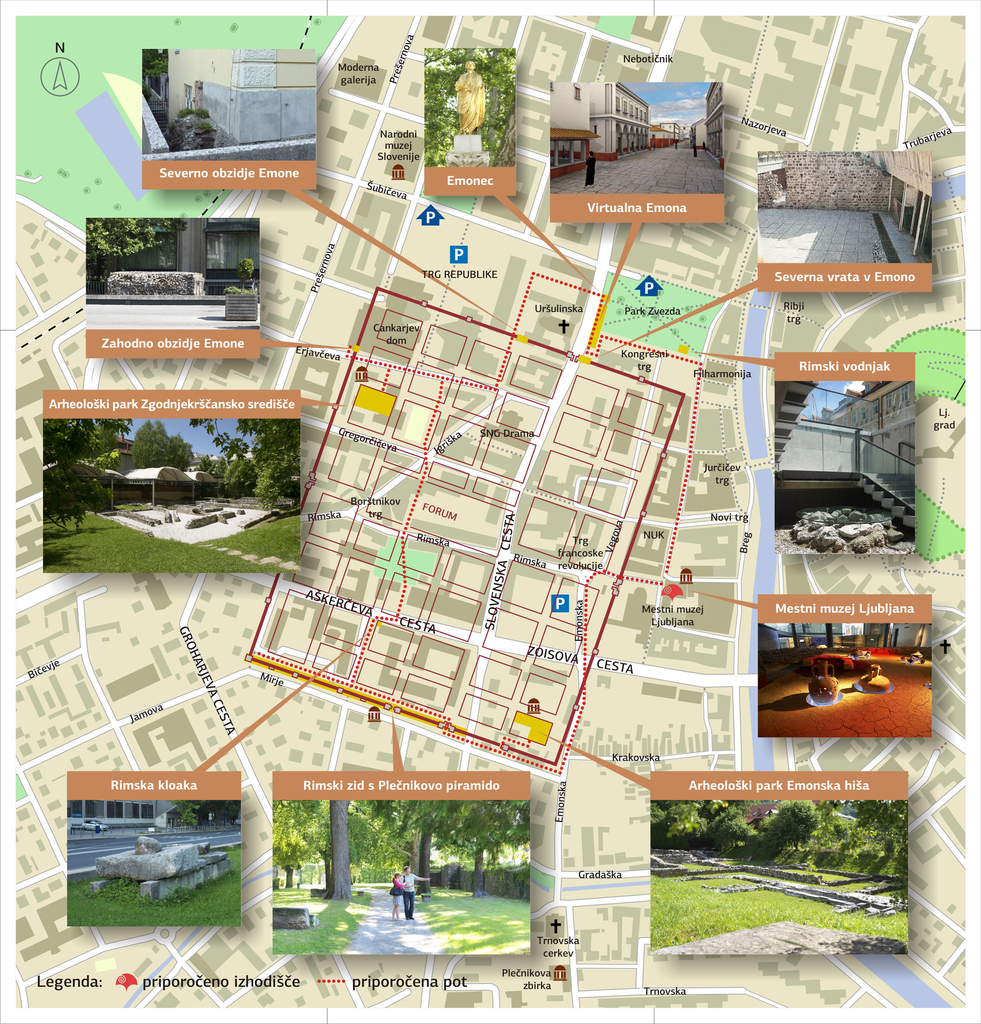 N
Moderna
galerija
Prešernova
Nebotičnik
Nazorjeva
Trubarjeva
Narodni
muzej
Slovenije
Severno obzidje Emone
Emonec
Šubičeva
Virtualna Emona
P
P
TRG REPUBLIKE
Prešernova
Severna vrata v Emono
P
Uršulinska
Park Zvezda
Ribji
trg
Cankarjev
dom
Zahodno obzidje Emone
Erjavčeva
Kongresni
trg
Filharmonija
Rimski vodnjak
Arheološki park Zgodnjekrščansko središče
Lj.
grad
Gregorčičeva
Igriška
SNG Drama
Jurčičev
trg
Borštnikov
trg
FORUM
Rimska
Rimska
Rimska
SLOVENSKA CESTA
Trg
francoske
revolucije
Vegova
NUK
Novi trg
Breg
P
Emonska
Mestni muzej
Ljubljana
Mestni muzej Ljubljana
AŠKERČEVA CESTA
ZOISOVA CESTA
GROHARJEVA CESTA
Bičevje
Jamova
Mirje
Krakovska
Emonska
Rimska kloaka
Rimski zid s Plečnikovo piramido
Arheološki park Emonska hiša
Gradaška
Trnovska
cerkev
Plečnikova
zbirka
Trnovska
Legenda: priporočeno izhodišče priporočena pot